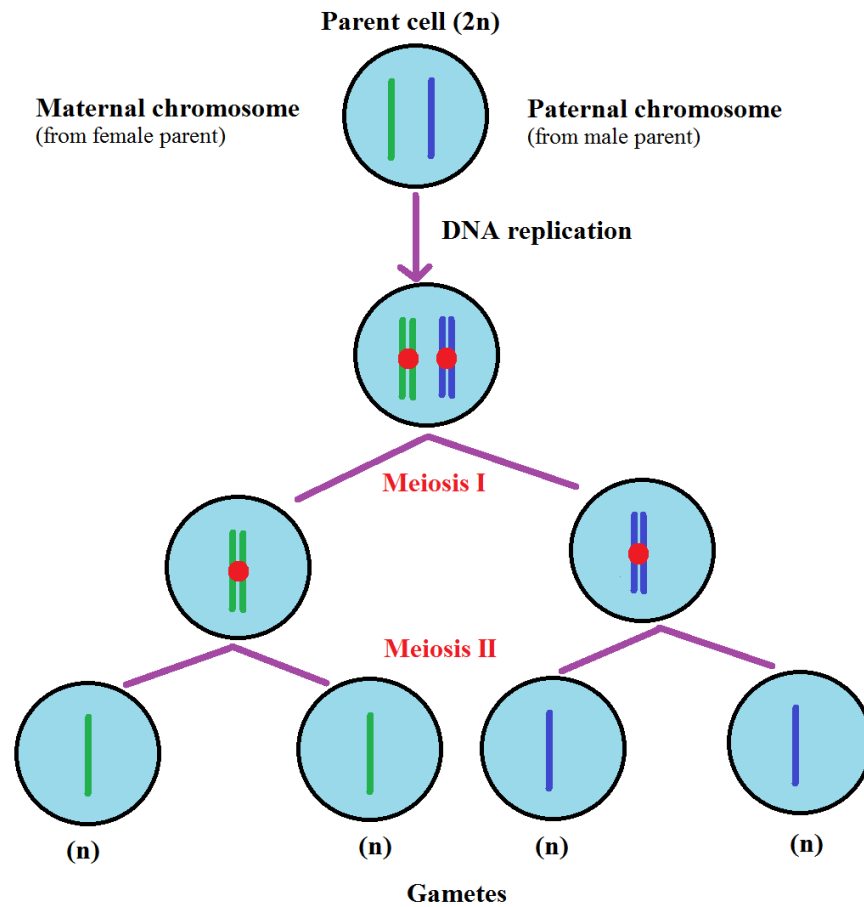 Parent cell (2n)
Maternal chromosome
(from female parent)
Paternal chromosome
(from male parent)
DNA replication
Meiosis I
Meiosis II
(n)
(n)
(n)
(n)
Gametes